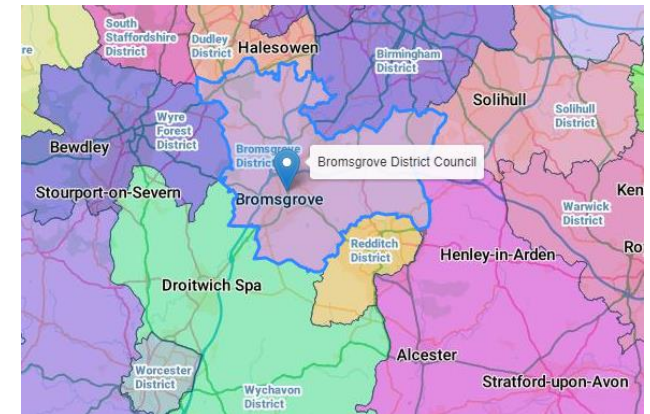 South
Staffordshire
District
Dudley
District
Halesowen
Birmingham
District
re
Solihull
Solihull
District
Wyre
Forest
District
Bewdley
Bromsgrove
District
Bromsgrove District Council
Stourport-on-Severn
Bromsgrove
Ken
Warwick
District
Redditch
District
Henley-in-Arden
Ro
Droitwich Spa
Alcester
Worcester
District
Wychavon
District
Stratford-upon-Avon